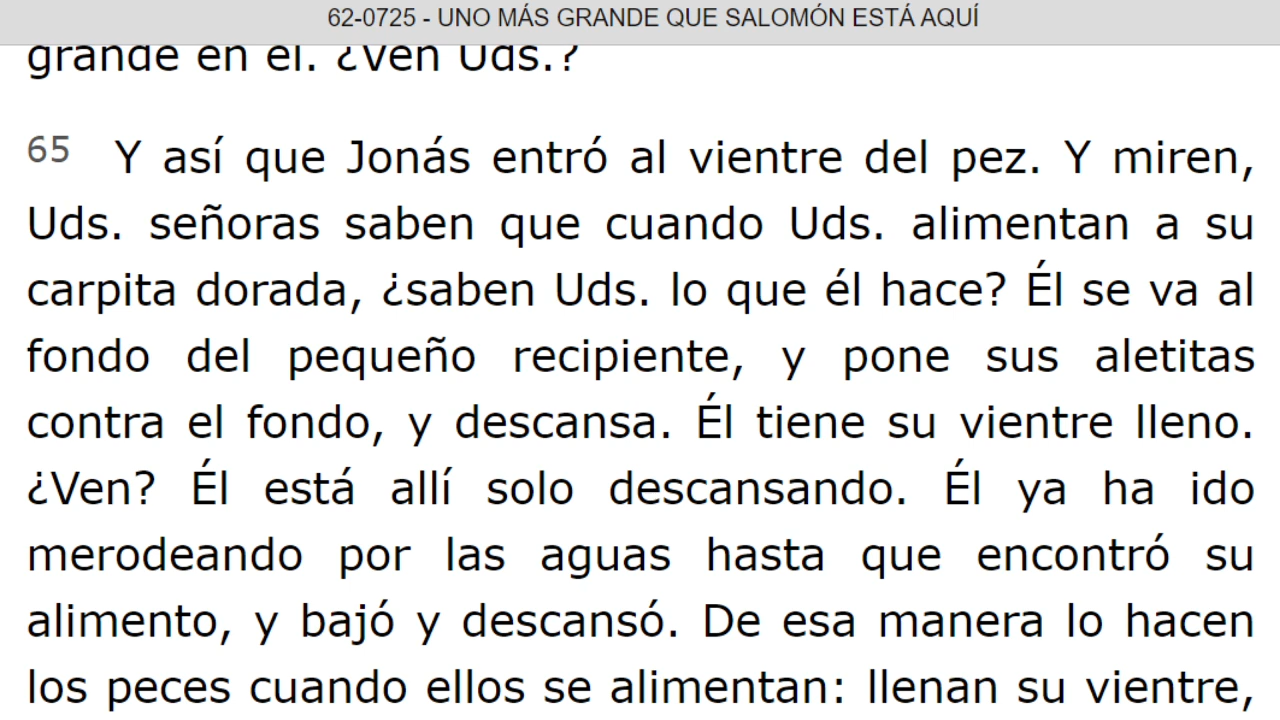 62-0725 - UNO MÁS GRANDE QUE SALOMÓN ESTÁ AQUÍ
grande en él. ¿Ven Uds.?
65 Y así que Jonás entró al vientre del pez. Y miren,
Uds. señoras saben que cuando Uds. alimentan a su
carpita dorada, ¿saben Uds. lo que él hace? Él se va al
fondo del pequeño recipiente, y pone sus aletitas
contra el fondo, y descansa. Él tiene su vientre lleno.
¿Ven? Él está allí solo descansando. Él ya ha ido
merodeando por las aguas hasta que encontró su
alimento, y bajó y descansó. De esa manera lo hacen
los peces cuando ellos se alimentan: llenan su vientre,